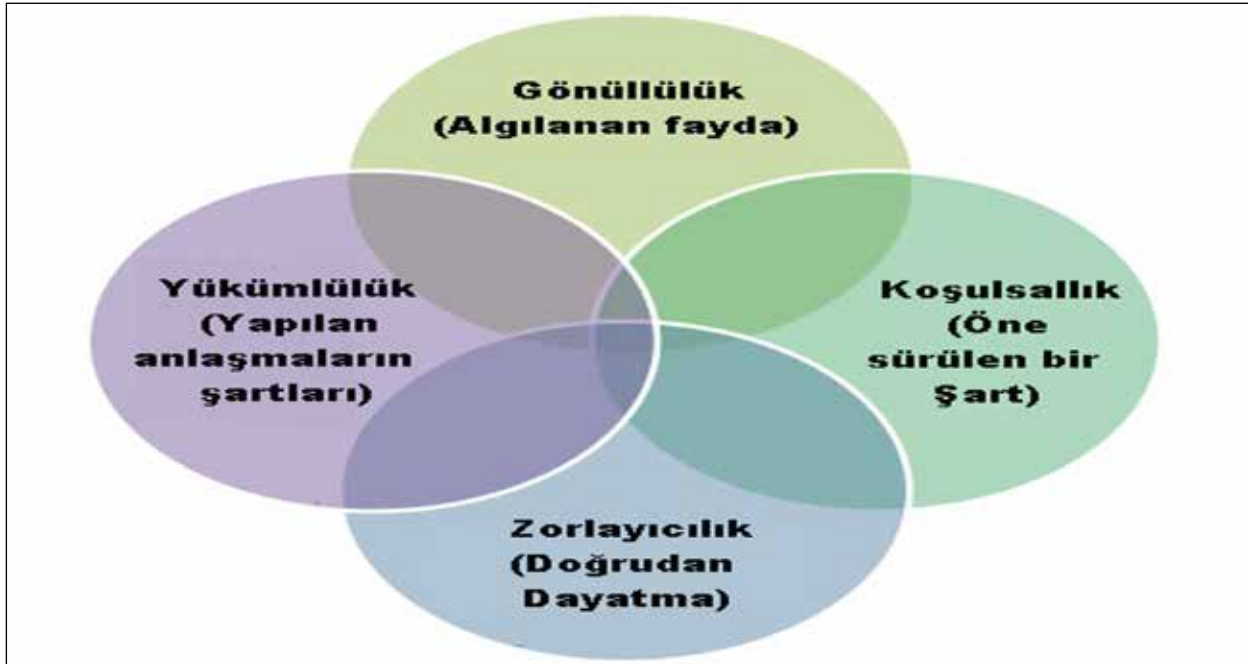 Gönüllülük
(Algılanan fayda)
Yükümlülük
(Yapılan
anlaşmaların
şartları)
Koşulsallık
(Öne
sürülen bir
Şart)
Zorlayıcılık
(Doğrudan
Dayatma)